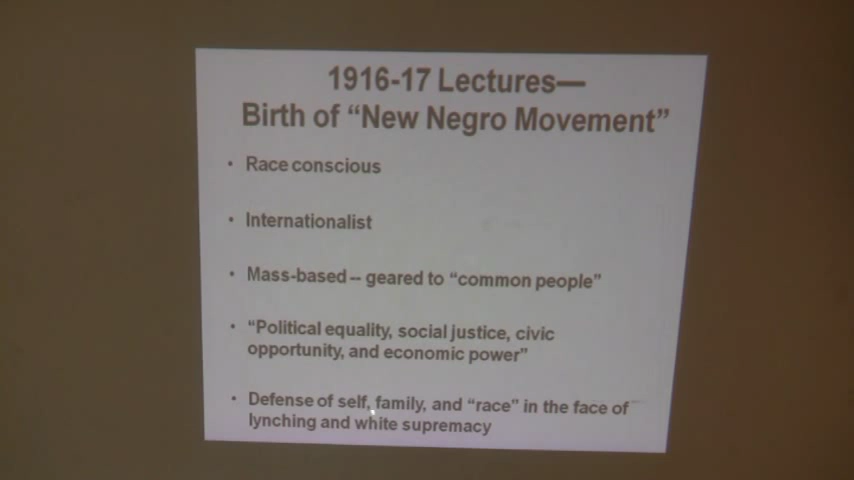 1916-17 Lectures—
Birth of “New Negro Movement”
• Race conscious
• Internationalist
• Mass-based -- geared to “common people”
• “Political equality, social justice, civic
opportunity, and economic power”
• Defense of self, family, and “race” in the face of
lynching and white supremacy